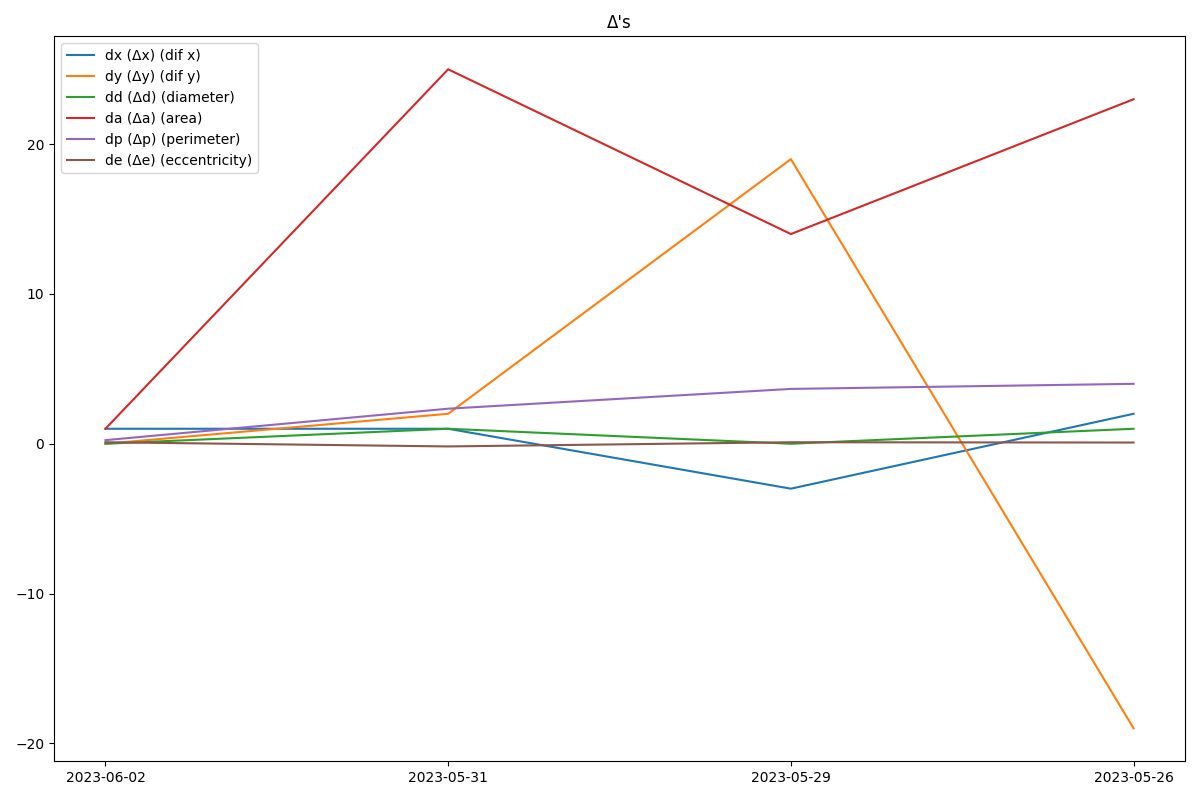 Δ's
dx (Δx) (dif x)
dy (Δy) (dif y)
dd (Δd) (diameter)
da (Δa) (area)
dp (Δp) (perimeter)
de (Δe) (eccentricity)
20
10
0
−10
−20
2023-06-02 2023-05-31 2023-05-29 2023-05-26